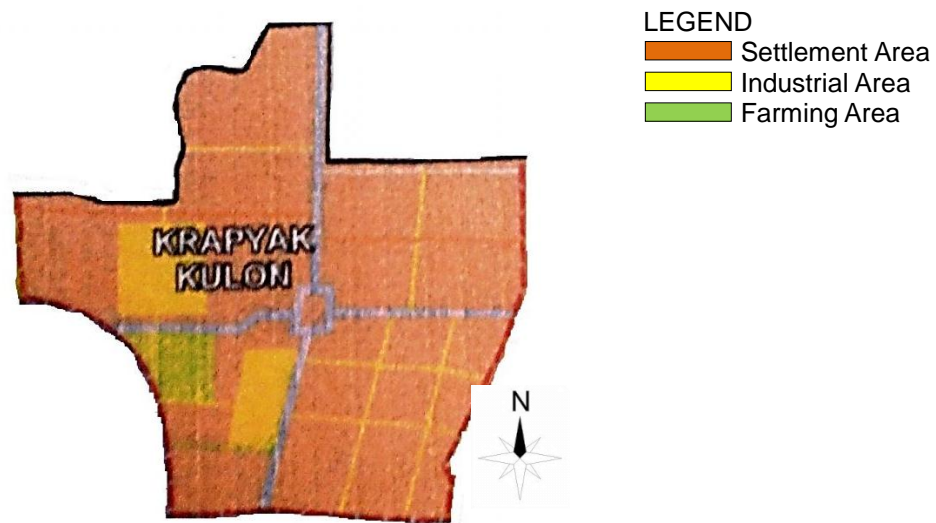 LEGEND
Settlement Area
Industrial Area
Farming Area
KRAPYAK
KULON
N